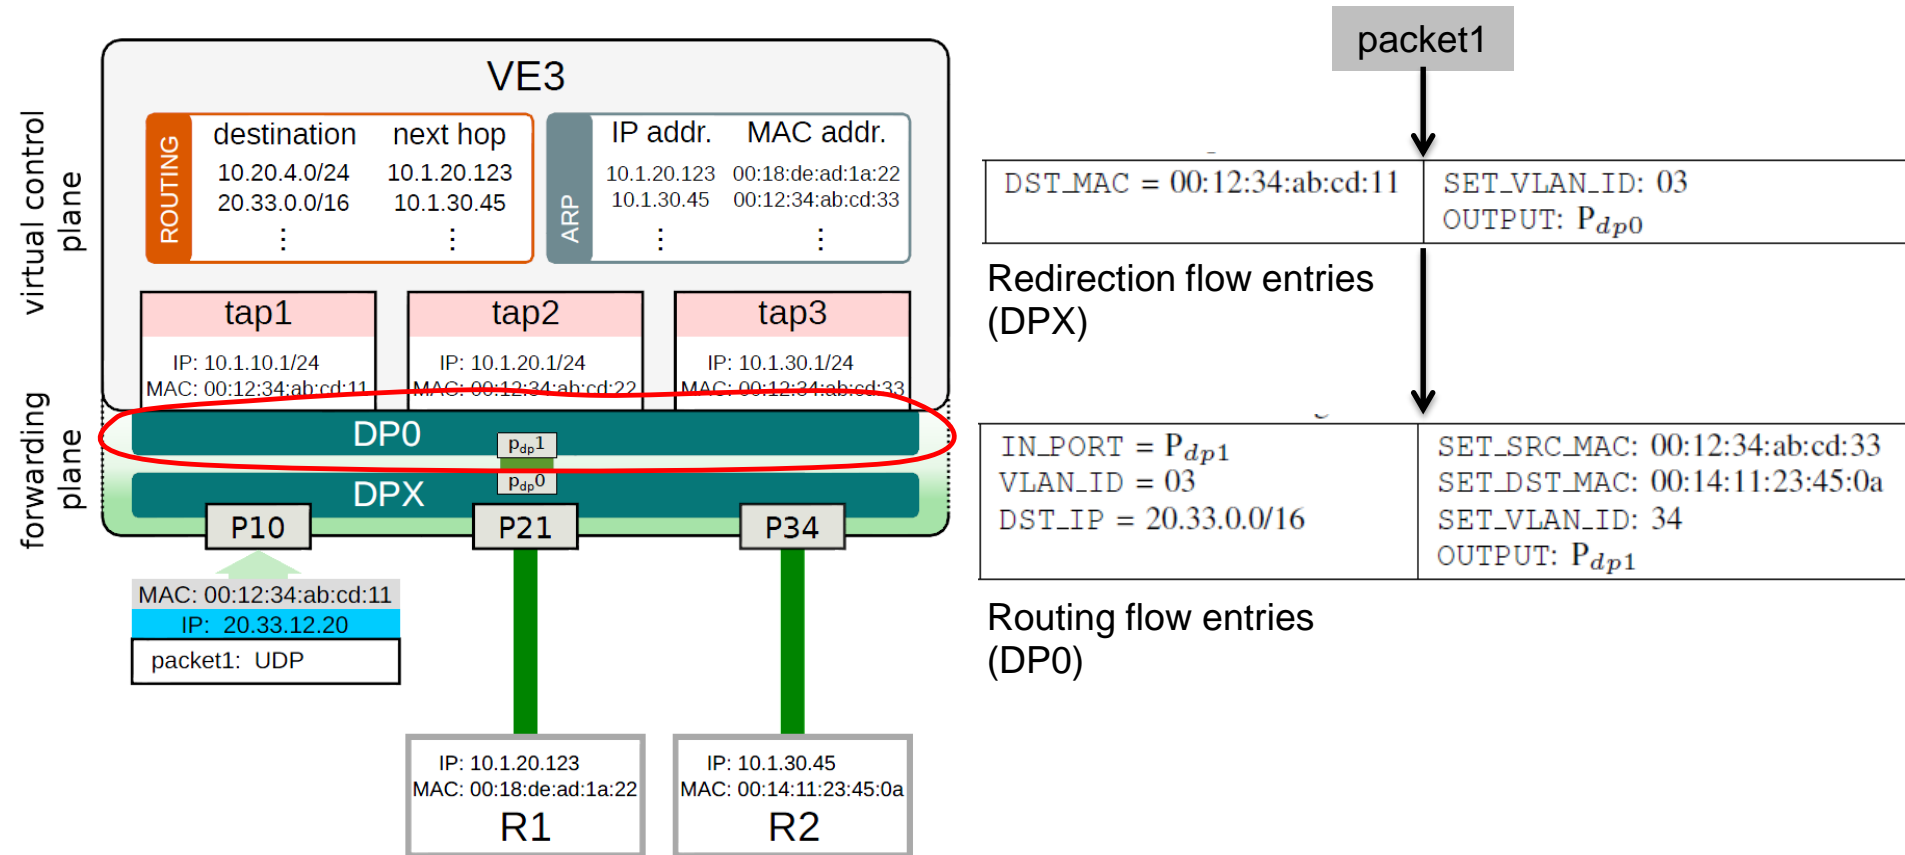 virtual control
plane
forwarding
plane
VE3
ROUTING
destination next hop
10.20.4.0/24 10.1.20.123
20.33.0.0/16 10.1.30.45
⋮ ⋮
ARP
IP addr. MAC addr.
10.1.20.123 00:18:de:ad:1a:22
10.1.30.45 00:12:34:ab:cd:33
⋮ ⋮
tap1
IP: 10.1.10.1/24
MAC: 00:12:34:ab:cd:11
tap2
IP: 10.1.20.1/24
MAC: 00:12:34:ab:cd:22
tap3
IP: 10.1.30.1/24
MAC: 00:12:34:ab:cd:33
DP0
Pdp1
DPX
Pdp0
P10
P21
P34
MAC: 00:12:34:ab:cd:11
IP: 20.33.12.20
packet1: UDP
IP: 10.1.20.123
MAC: 00:18:de:ad:1a:22
R1
IP: 10.1.30.45
MAC: 00:14:11:23:45:0a
R2
packet1
DST_MAC = 00:12:34:ab:cd:11
SET_VLAN_ID: 03
OUTPUT: Pdp0
Redirection flow entries
(DPX)
IN_PORT = Pdp1
VLAN_ID = 03
DST_IP = 20.33.0.0/16
SET_SRC_MAC: 00:12:34:ab:cd:33
SET_DST_MAC: 00:14:11:23:45:0a
SET_VLAN_ID: 34
OUTPUT: Pdp1
Routing flow entries
(DP0)